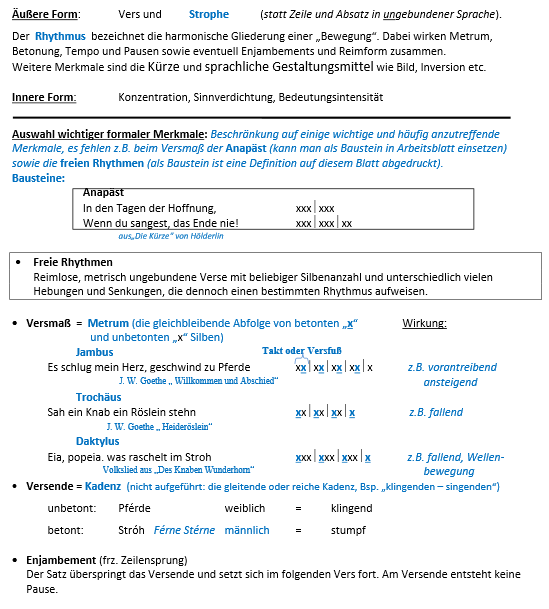 Äußere Form: Vers und Strophe (statt Zeile und Absatz in ungebundener Sprache).
Der Rhythmus bezeichnet die harmonische Gliederung einer „Bewegung“. Dabei wirken Metrum,
Betonung, Tempo und Pausen sowie eventuell Enjambements und Reimform zusammen.
Weitere Merkmale sind die Kürze und sprachliche Gestaltungsmittel wie Bild, Inversion etc.
Innere Form: Konzentration, Sinnverdichtung, Bedeutungsintensität
Auswahl wichtiger formaler Merkmale: Beschränkung auf einige wichtige und häufig anzutreffende
Merkmale, es fehlen z.B. beim Versmaß der Anapäst (kann man als Baustein in Arbeitsblatt einsetzen)
sowie die freien Rhythmen (als Baustein ist eine Definition auf diesem Blatt abgedruckt).
Bausteine:
Anapäst
In den Tagen der Hoffnung, xxx|xxx
Wenn du sangest, das Ende nie! xxx|xxx|xx
aus„Die Kürze“ von Hölderlin
• Freie Rhythmen
Reimlose, metrisch ungebundene Verse mit beliebiger Silbenanzahl und unterschiedlich vielen
Hebungen und Senkungen, die dennoch einen bestimmten Rhythmus aufweisen.
• Versmaß = Metrum (die gleichbleibende Abfolge von betonten „x“ Wirkung:
und unbetonten „x“ Silben)
Jambus Takt oder Versfuß
Es schlug mein Herz, geschwind zu Pferde xx|xx|xx|xx|x z.B. vorantreibend
J. W. Goethe „ Willkommen und Abschied“ ansteigend
Trochäus
Sah ein Knab ein Röslein stehn xx|xx|xx|x z.B. fallend
J. W. Goethe „ Heideröslein“
Daktylus
Eia, popeia. was raschelt im Stroh xxx|xxx|xxx|x z.B. fallend, Wellen-
Volkslied aus „Des Knaben Wunderhorn“ bewegung
• Versende = Kadenz (nicht aufgeführt: die gleitende oder reiche Kadenz, Bsp. „klingenden – singenden“)
unbetont: Pférde weiblich = klingend
betont: Stróh Férne Stérne männlich = stumpf
• Enjambement (frz. Zeilensprung)
Der Satz überspringt das Versende und setzt sich im folgenden Vers fort. Am Versende entsteht keine
Pause.